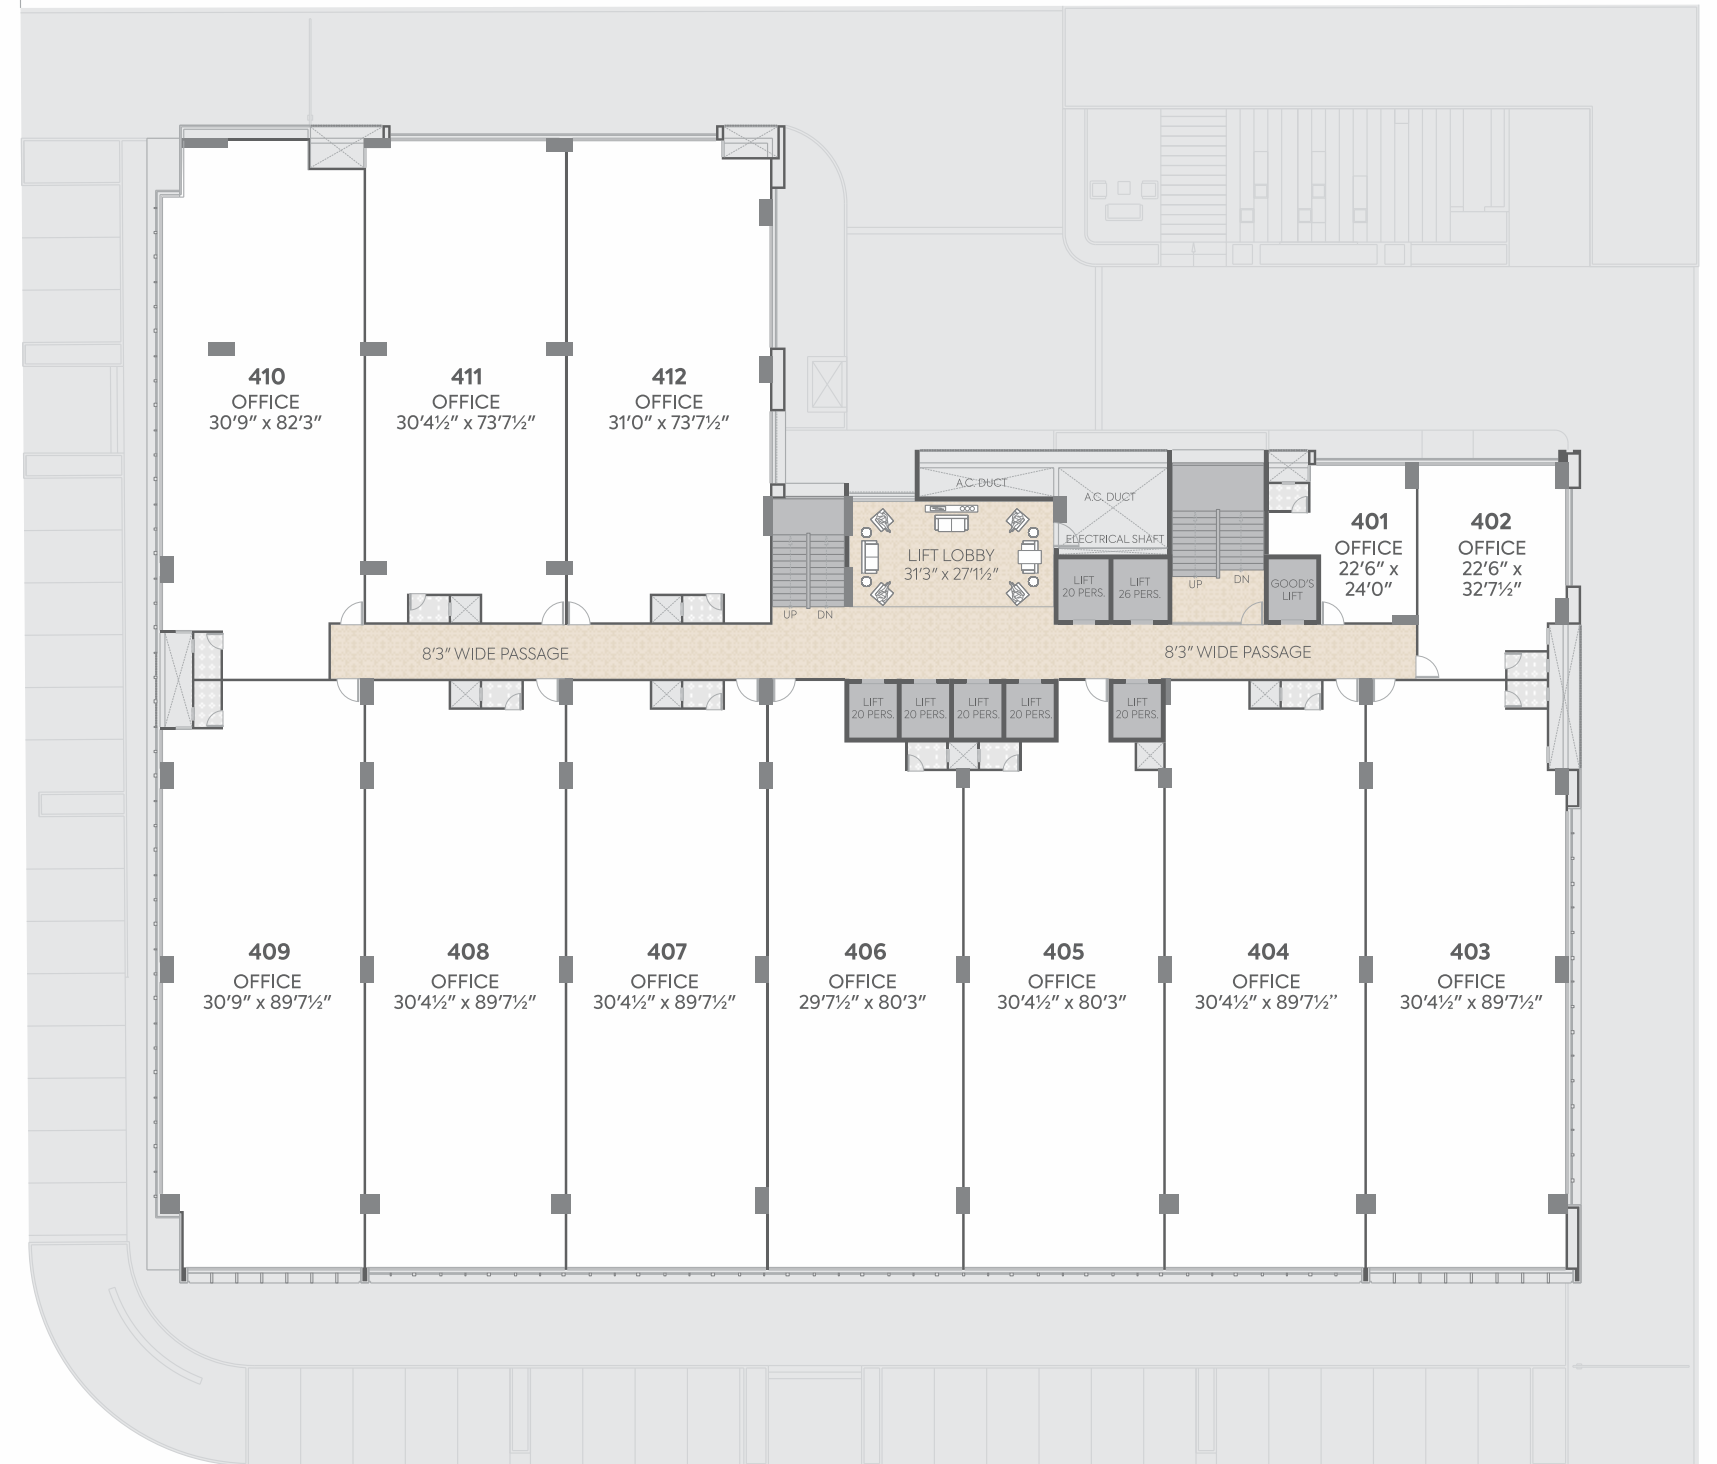 410
OFFICE
30'9" x 82'3"
411
OFFICE
30'4½" x 73'7½"
412
OFFICE
31'0" x 73'7½"
A.C. DUCT
A.C. DUCT
ELECTRICAL SHAFT
LIFT LOBBY
31'3" x 27'1½"
LIFT
20 PERS.
LIFT
26 PERS.
UP
DN
GOOD'S
LIFT
401
OFFICE
22'6" x
24'0"
402
OFFICE
22'6" x
32'7½"
UP
DN
8'3" WIDE PASSAGE
8'3" WIDE PASSAGE
LIFT
20 PERS.
LIFT
20 PERS.
LIFT
20 PERS.
LIFT
20 PERS.
LIFT
20 PERS.
409
OFFICE
30'9" x 89'7½"
408
OFFICE
30'4½" x 89'7½"
407
OFFICE
30'4½" x 89'7½"
406
OFFICE
29'7½" x 80'3"
405
OFFICE
30'4½" x 80'3"
404
OFFICE
30'4½" x 89'7½''
403
OFFICE
30'4½" x 89'7½"